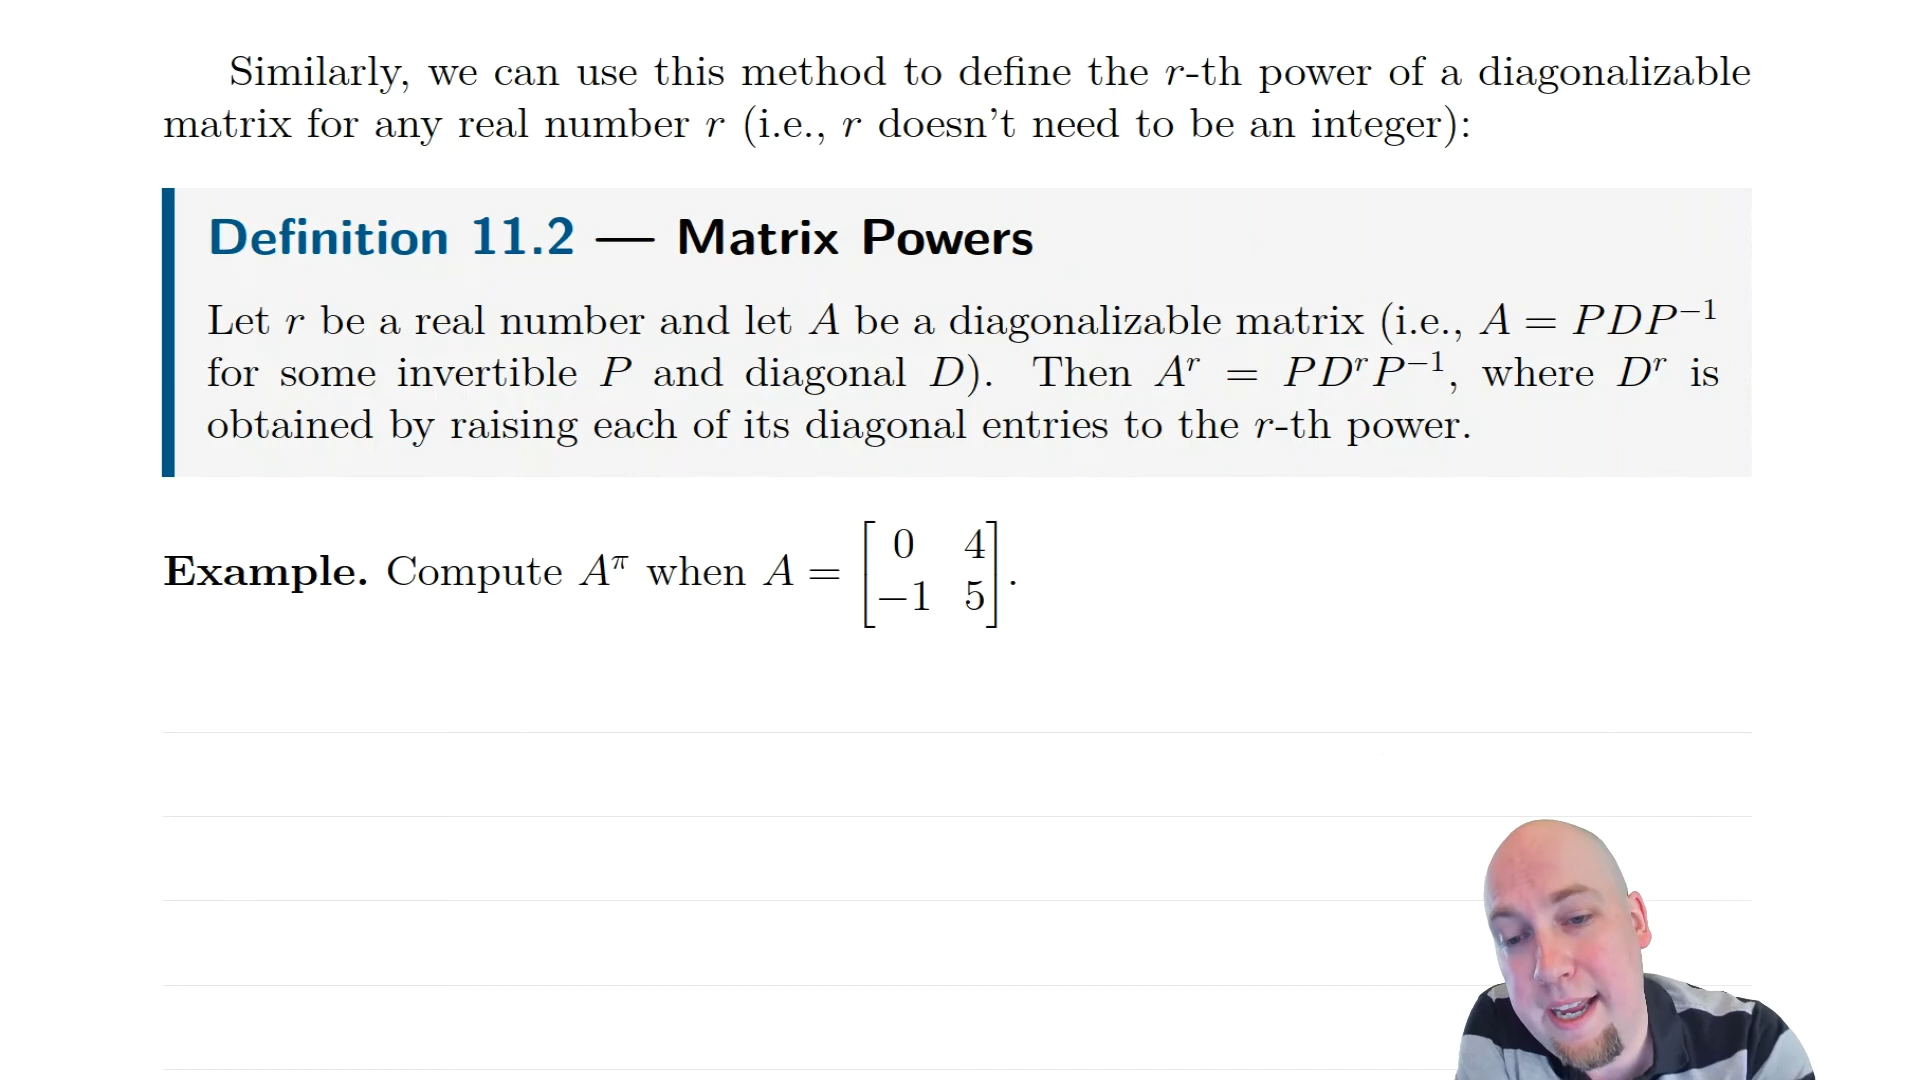 Similarly, we can use this method to define the r-th power of a diagonalizable
matrix for any real number r (i.e., r doesn't need to be an integer):
Definition 11.2 — Matrix Powers
Let r be a real number and let A be a diagonalizable matrix (i.e., A = PDP⁻¹
for some invertible P and diagonal D). Then Aʳ = PDʳP⁻¹, where Dʳ is
obtained by raising each of its diagonal entries to the r-th power.
Example. Compute A^π when A = [0 4; −1 5].